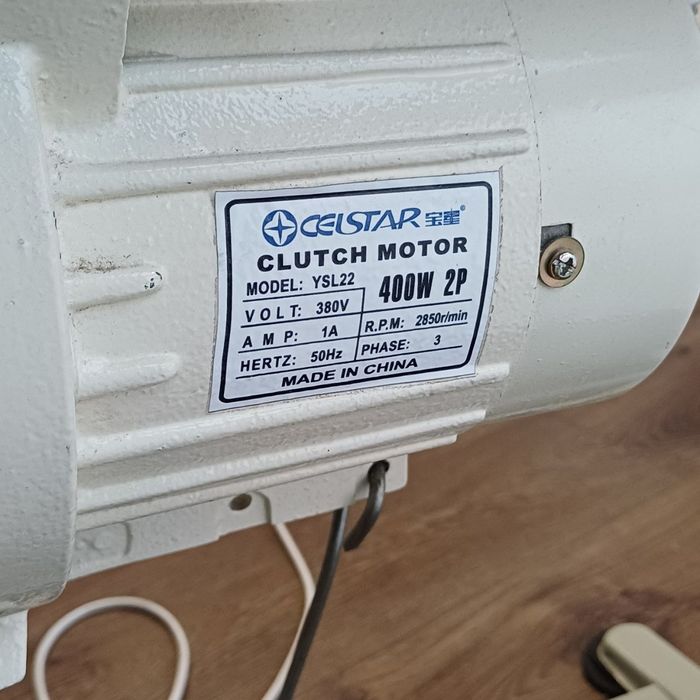 CELSTAR 宝星®
CLUTCH MOTOR
MODEL: YSL22
400W 2P
VOLT: 380V
AMP: 1A
R.P.M: 2850r/min
HERTZ: 50Hz
PHASE: 3
MADE IN CHINA